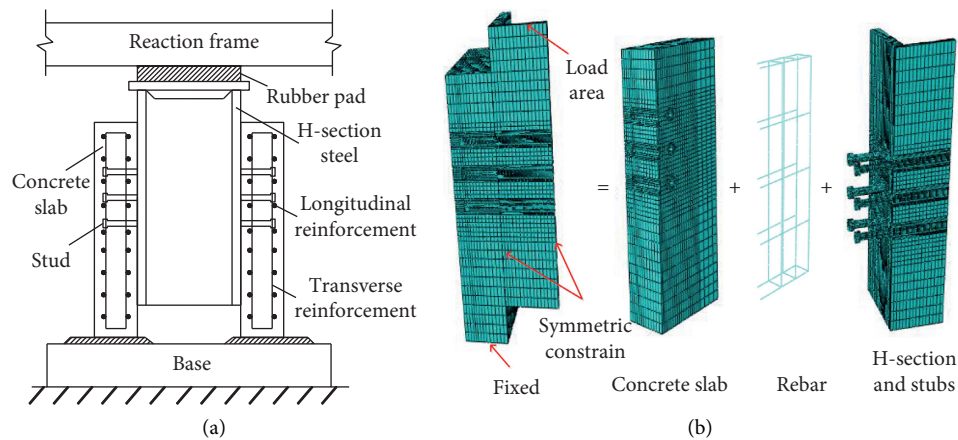 Reaction frame
Rubber pad
H-section
steel
Concrete
slab
Longitudinal
reinforcement
Stud
Transverse
reinforcement
Base
(a)
Load
area
=
+
+
Symmetric
constrain
Fixed
Concrete slab
Rebar
H-section
and stubs
(b)